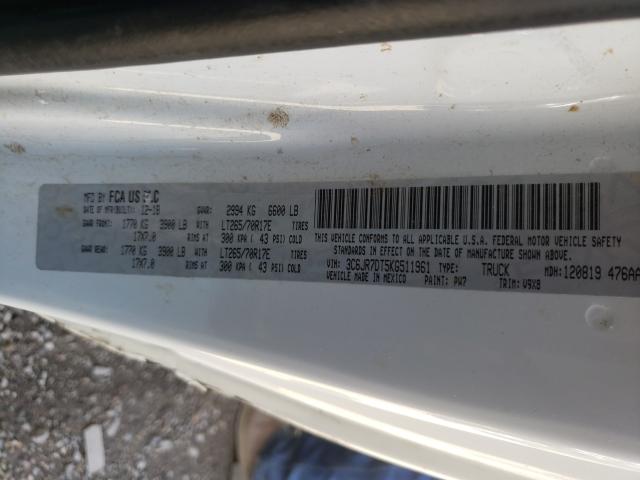 MFD BY FCA US LLC
DATE OF MFR(BUILT): 12-18 GVWR: 2994 KG 6600 LB
GAWR FRONT: 1770 KG 3900 LB WITH LT265/70R17E TIRES
17X7.0 RIMS AT 300 KPA ( 43 PSI) COLD
GAWR REAR: 1770 KG 3900 LB WITH LT265/70R17E TIRES
17X7.0 RIMS AT 300 KPA ( 43 PSI) COLD
THIS VEHICLE CONFORMS TO ALL APPLICABLE U.S.A. FEDERAL MOTOR VEHICLE SAFETY
STANDARDS IN EFFECT ON THE DATE OF MANUFACTURE SHOWN ABOVE.
VIN: 3C6JR7DT5KG511961 TYPE: TRUCK MDH: 120819 476AA
VEHICLE MADE IN MEXICO PAINT: PW7 TRIM: V9X8